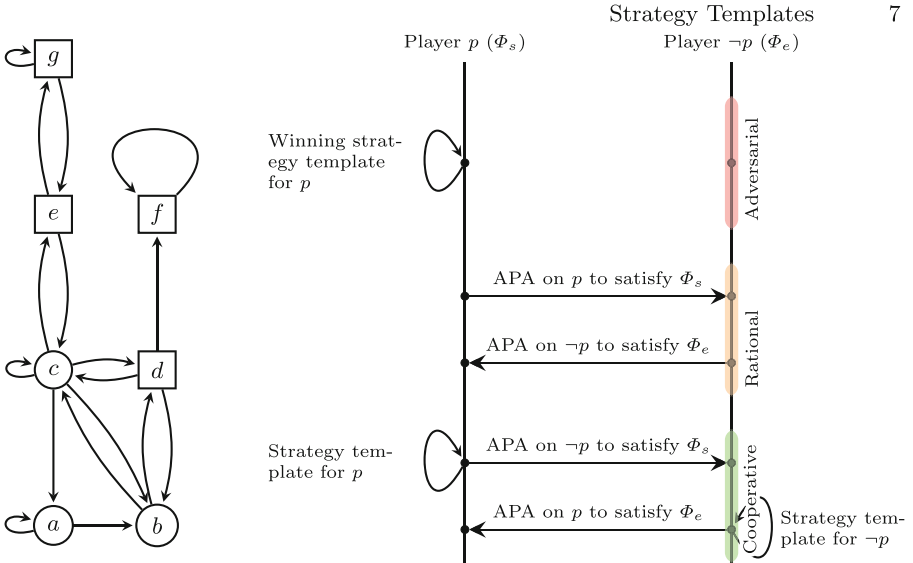 Strategy Templates 7
Player p (Φs)
Player ¬p (Φe)
g
e
f
c
d
a
b
Winning strat-
egy template
for p
Adversarial
APA on p to satisfy Φs
APA on ¬p to satisfy Φe
Rational
Strategy tem-
plate for p
APA on ¬p to satisfy Φs
APA on p to satisfy Φe
Cooperative
Strategy tem-
plate for ¬p